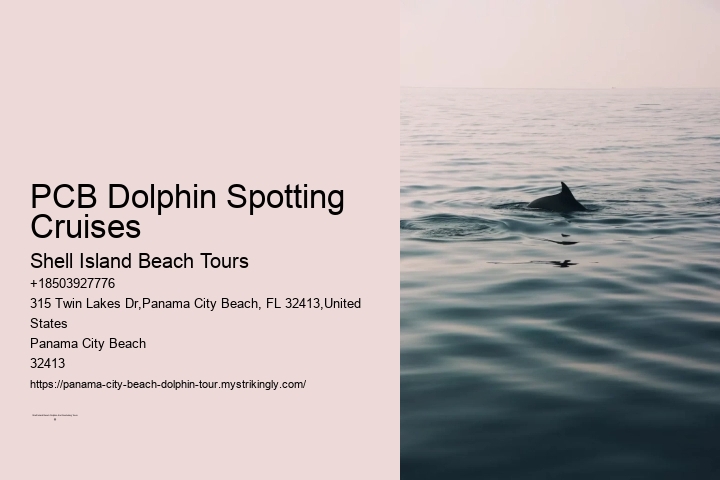 PCB Dolphin Spotting
Cruises
Shell Island Beach Tours
+18503927776
315 Twin Lakes Dr,Panama City Beach, FL 32413,United
States
Panama City Beach
32413
https://panama-city-beach-dolphin-tour.mystrikingly.com/